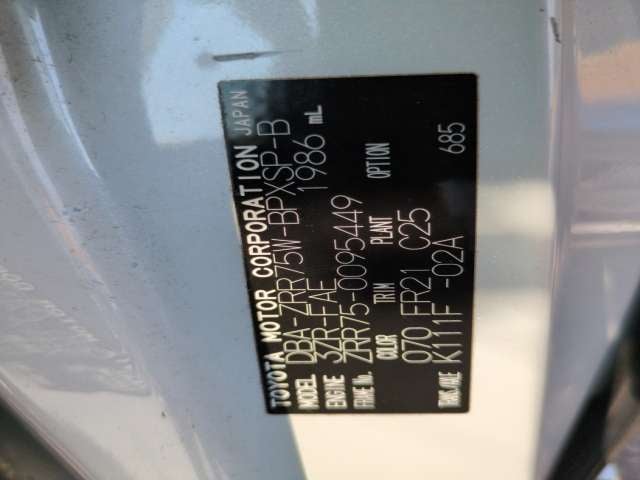 TOYOTA MOTOR CORPORATION JAPAN
MODEL DBA-ZRR75W-BPXSP-B
ENGINE 3ZR-FAE 1986 mL
FRAME No. ZRR75-0095449
COLOR TRIM PLANT OPTION
070 FR21 C25
TRANS./AXLE K111F -02A 685